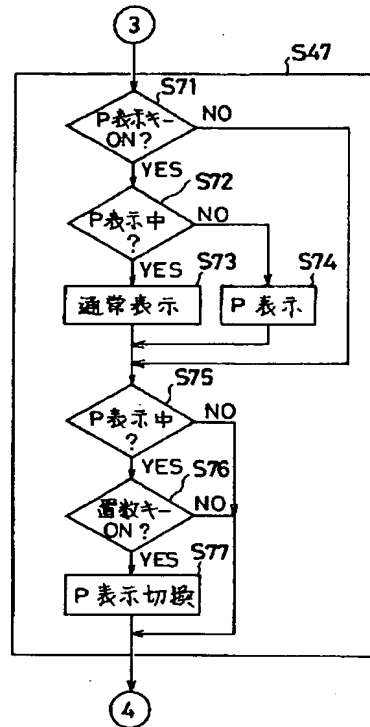 3
S47
S71
P表示キー
ON?
NO
YES
S72
P表示中
?
NO
YES
S73
S74
通常表示
P表示
S75
P表示中
?
NO
YES
S76
置数キー
ON?
NO
YES
S77
P表示切換
4